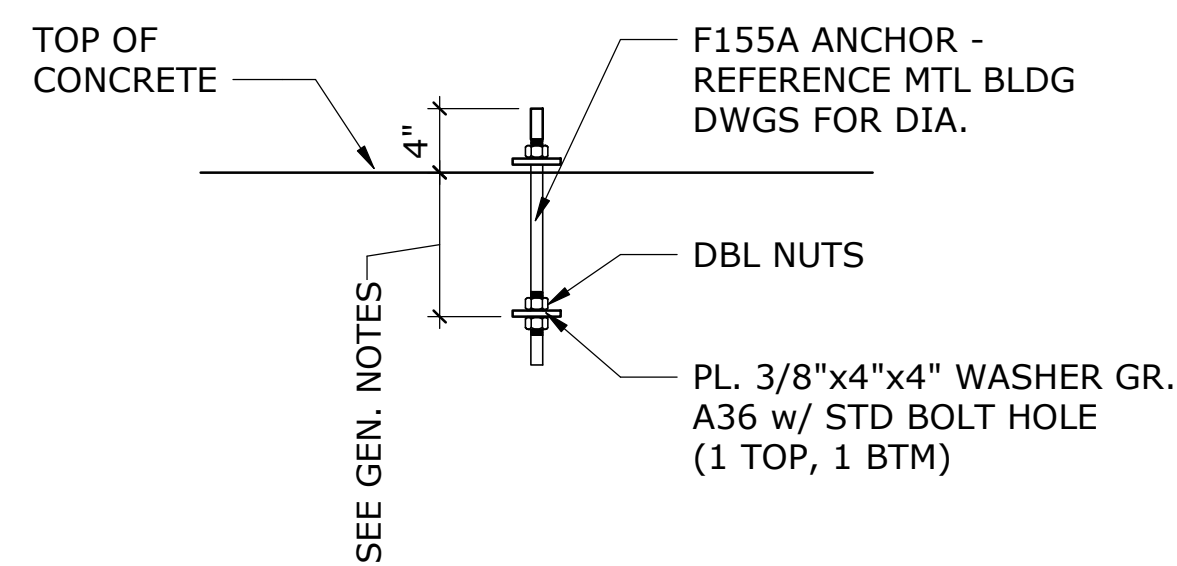 TOP OF
CONCRETE
4"
SEE GEN. NOTES
F155A ANCHOR -
REFERENCE MTL BLDG
DWGS FOR DIA.
DBL NUTS
PL. 3/8"x4"x4" WASHER GR.
A36 w/ STD BOLT HOLE
(1 TOP, 1 BTM)